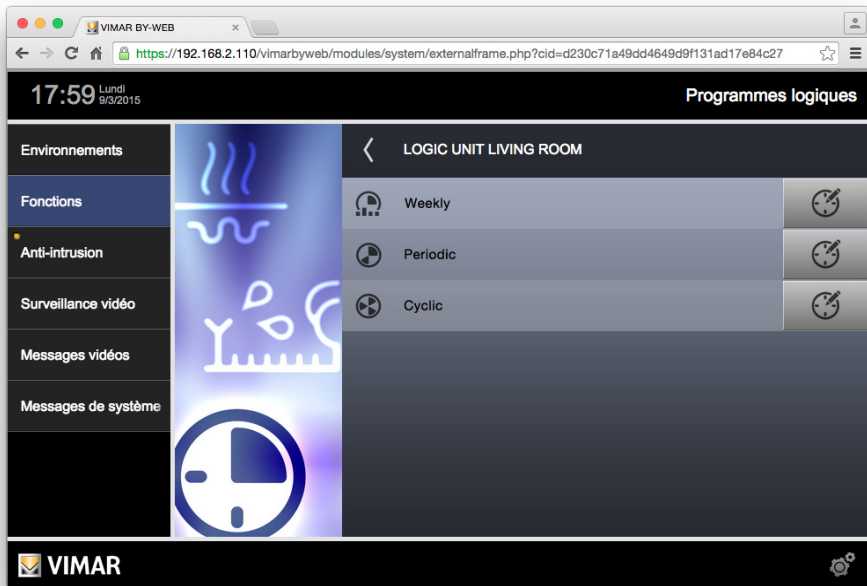 VIMAR BY-WEB
https://192.168.2.110/vimarbyweb/modules/system/externalframe.php?cid=d230c71a49dd4649d9f131ad17e84c27
17:59 Lundi
9/3/2015
Programmes logiques
Environnements
Fonctions
Anti-intrusion
Surveillance vidéo
Messages vidéos
Messages de système
LOGIC UNIT LIVING ROOM
Weekly
Periodic
Cyclic
VIMAR